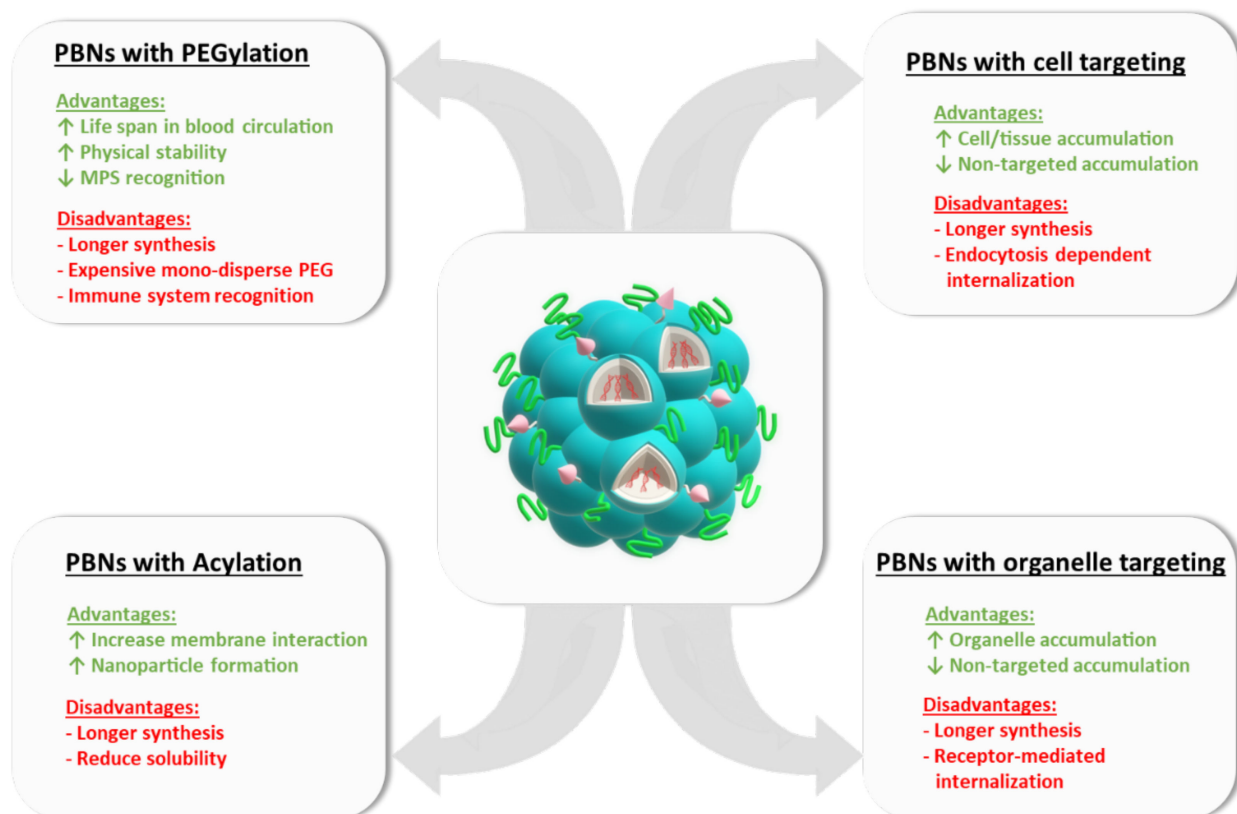 PBNs with PEGylation
Advantages:
↑ Life span in blood circulation
↑ Physical stability
↓ MPS recognition
Disadvantages:
- Longer synthesis
- Expensive mono-disperse PEG
- Immune system recognition
PBNs with cell targeting
Advantages:
↑ Cell/tissue accumulation
↓ Non-targeted accumulation
Disadvantages:
- Longer synthesis
- Endocytosis dependent
internalization
PBNs with Acylation
Advantages:
↑ Increase membrane interaction
↑ Nanoparticle formation
Disadvantages:
- Longer synthesis
- Reduce solubility
PBNs with organelle targeting
Advantages:
↑ Organelle accumulation
↓ Non-targeted accumulation
Disadvantages:
- Longer synthesis
- Receptor-mediated
internalization